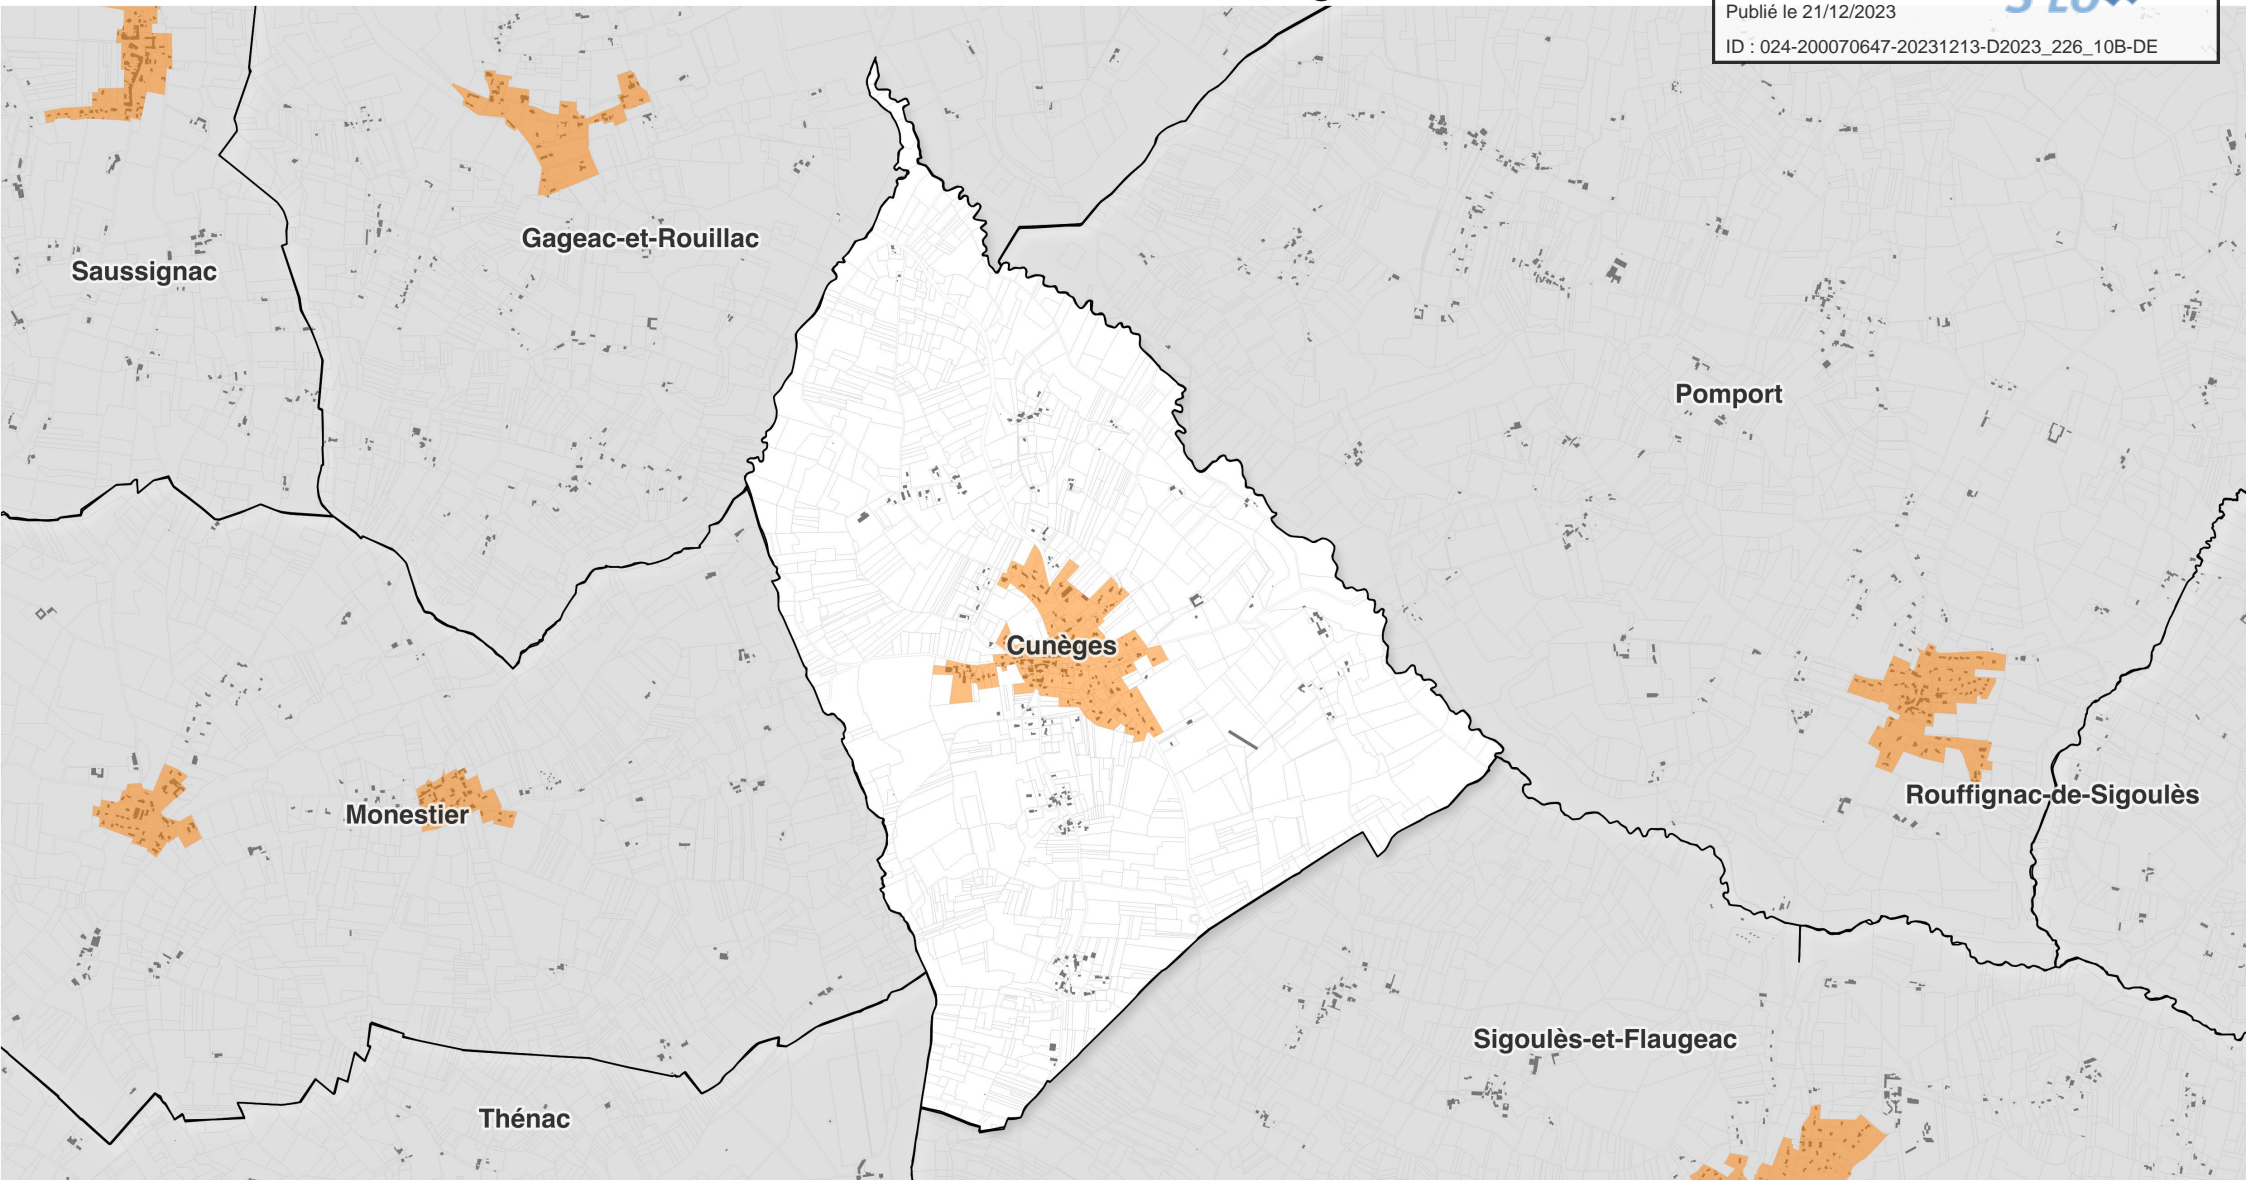 Publié le 21/12/2023
ID : 024-200070647-20231213-D2023_226_10B-DE
Gageac-et-Rouillac
Saussignac
Pomport
Cunèges
Rouffignac-de-Sigoulès
Monestier
Sigoulès-et-Flaugeac
Thénac